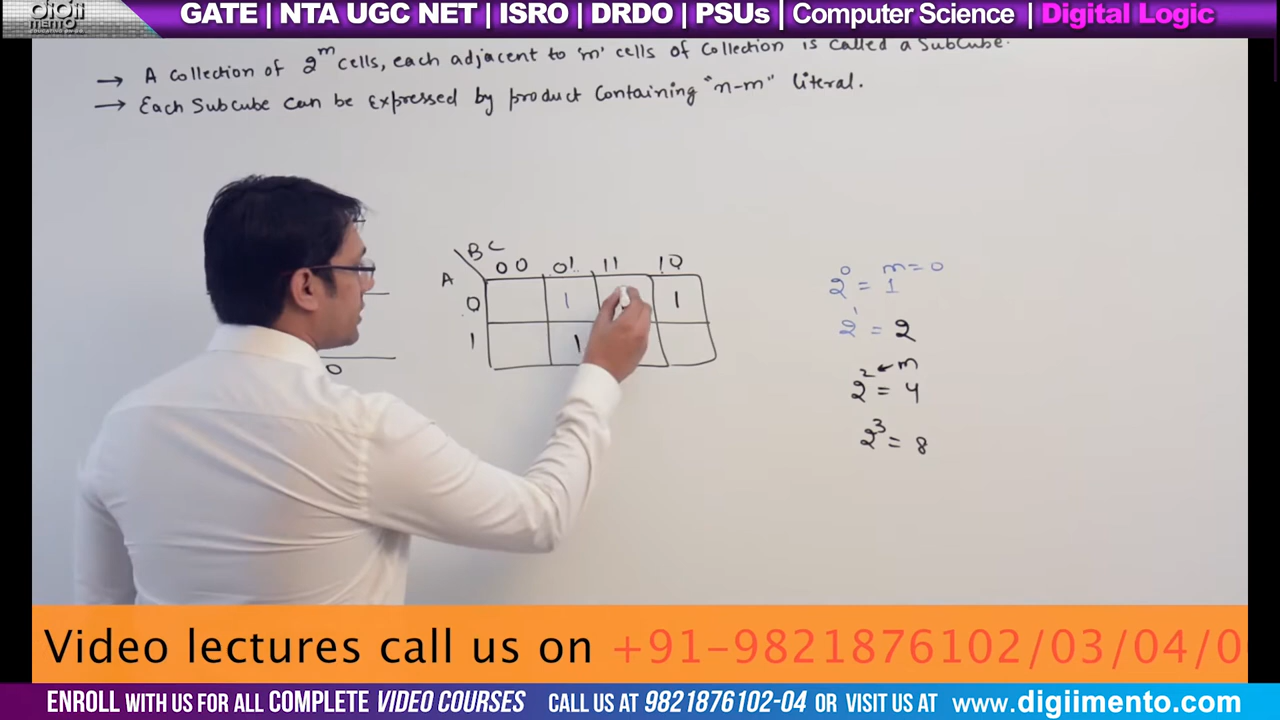 digii
mento
GATE | NTA UGC NET | ISRO | DRDO | PSUs | Computer Science | Digital Logic
→ A collection of 2^m cells, each adjacent to 'm' cells of collection is called a Subcube.
→ Each Subcube can be Expressed by product Containing "n-m" literal.
BC
A
00 01 11 10
0 1 1
1 1
0
2^0 = 1 m=0
2^1 = 2
2^2 = 4 ← m
2^3 = 8
Video lectures call us on +91-9821876102/03/04/0
ENROLL WITH US FOR ALL COMPLETE VIDEO COURSES CALL US AT 9821876102-04 OR VISIT US AT www.digiimento.com